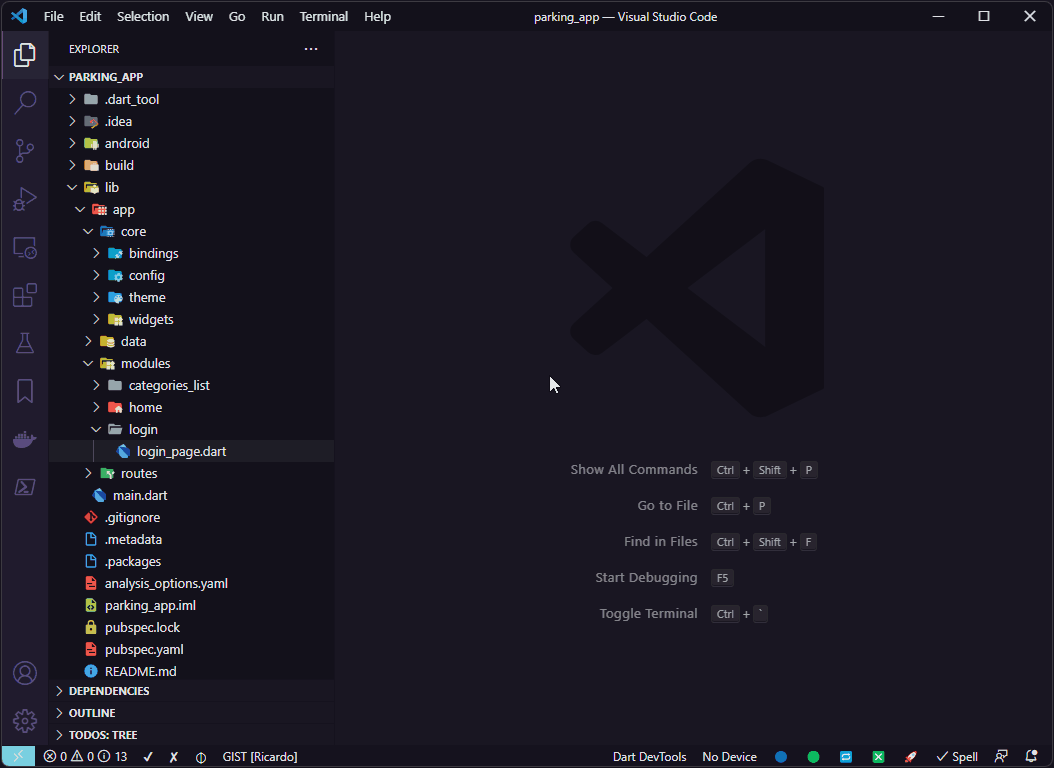 File Edit Selection View Go Run Terminal Help parking_app — Visual Studio Code
EXPLORER ...
PARKING_APP
.dart_tool
.idea
android
build
lib
app
core
bindings
config
theme
widgets
data
modules
categories_list
home
login
login_page.dart
routes
main.dart
.gitignore
.metadata
.packages
analysis_options.yaml
parking_app.iml
pubspec.lock
pubspec.yaml
README.md
DEPENDENCIES
OUTLINE
TODOS: TREE
Show All Commands Ctrl + Shift + P
Go to File Ctrl + P
Find in Files Ctrl + Shift + F
Start Debugging F5
Toggle Terminal Ctrl + `
0 0 13 GIST [Ricardo] Dart DevTools No Device Spell